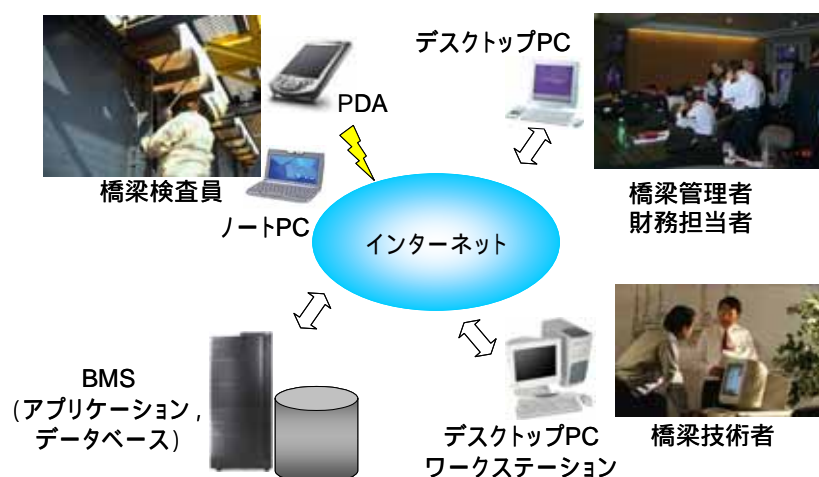 デスクトップPC
PDA
橋梁検査員
ノートPC
橋梁管理者
財務担当者
インターネット
BMS
(アプリケーション,
データベース)
デスクトップPC
ワークステーション
橋梁技術者